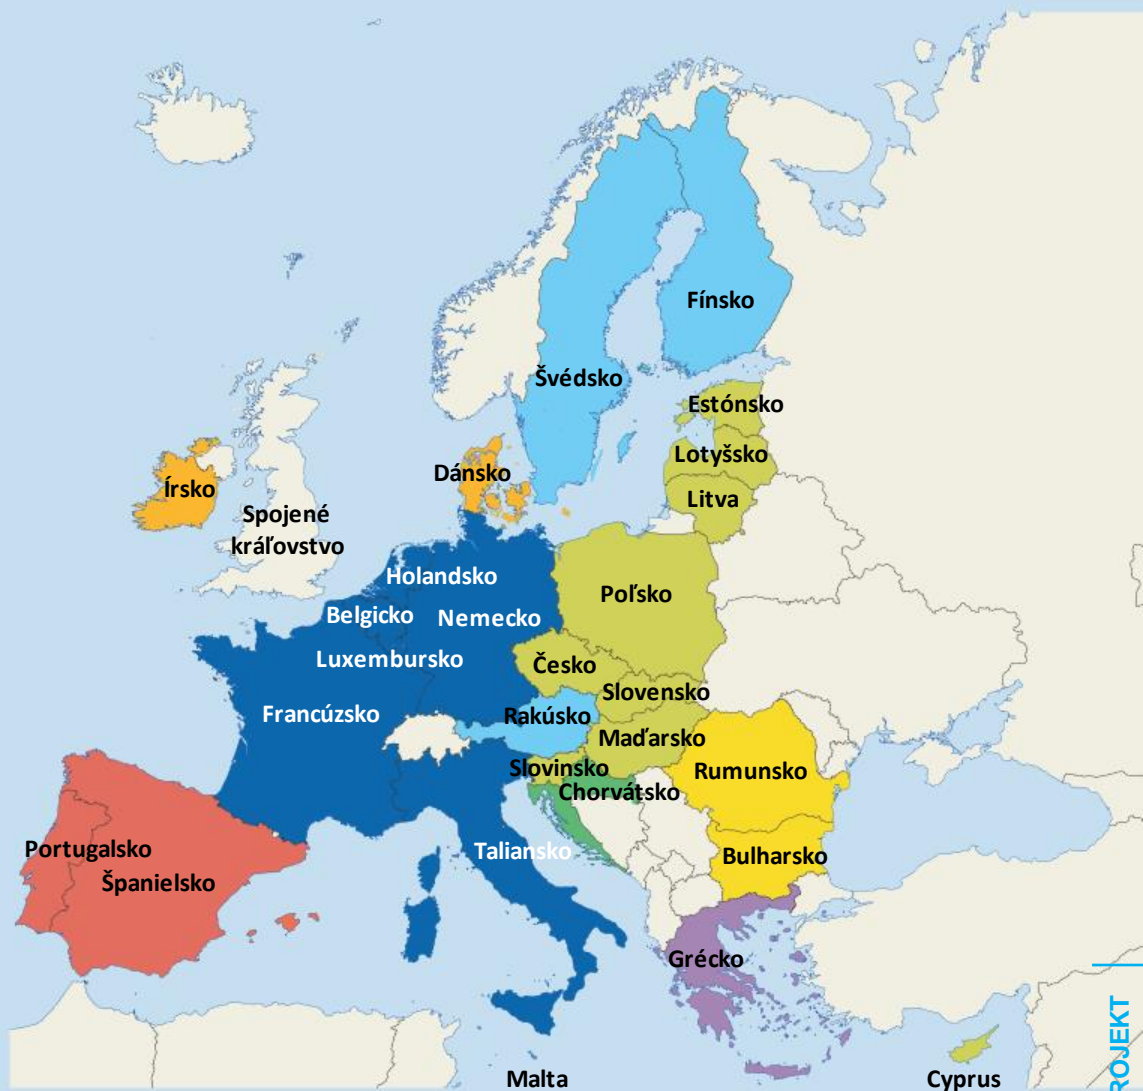 Fínsko
Švédsko
Estónsko
Lotyšsko
Litva
Dánsko
Írsko
Spojené
kráľovstvo
Holandsko
Belgicko
Nemecko
Poľsko
Luxembursko
Česko
Slovensko
Francúzsko
Rakúsko
Maďarsko
Slovinsko
Chorvátsko
Rumunsko
Portugalsko
Španielsko
Taliansko
Bulharsko
Grécko
Malta
Cyprus